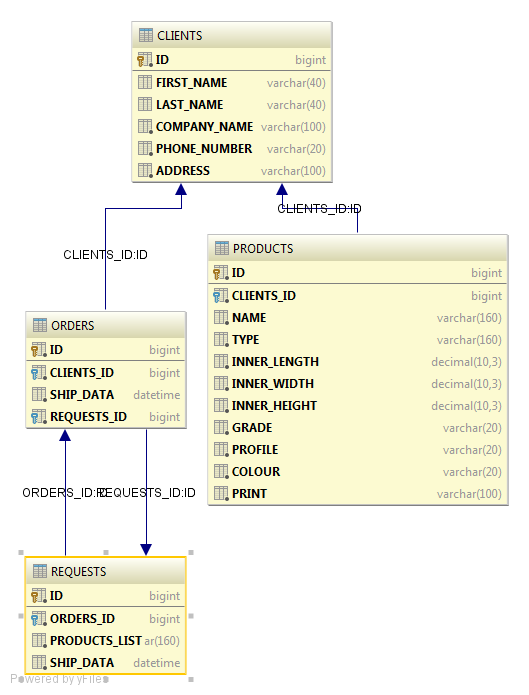 CLIENTS
ID bigint
FIRST_NAME varchar(40)
LAST_NAME varchar(40)
COMPANY_NAME varchar(100)
PHONE_NUMBER varchar(20)
ADDRESS varchar(100)
CLIENTS_ID:ID
CLIENTS_ID:ID
PRODUCTS
ID bigint
CLIENTS_ID bigint
NAME varchar(160)
TYPE varchar(160)
INNER_LENGTH decimal(10,3)
INNER_WIDTH decimal(10,3)
INNER_HEIGHT decimal(10,3)
GRADE varchar(20)
PROFILE varchar(20)
COLOUR varchar(20)
PRINT varchar(100)
ORDERS
ID bigint
CLIENTS_ID bigint
SHIP_DATA datetime
REQUESTS_ID bigint
ORDERS_ID:ID
REQUESTS_ID:ID
REQUESTS
ID bigint
ORDERS_ID bigint
PRODUCTS_LIST ar(160)
SHIP_DATA datetime
Powered by yFiles